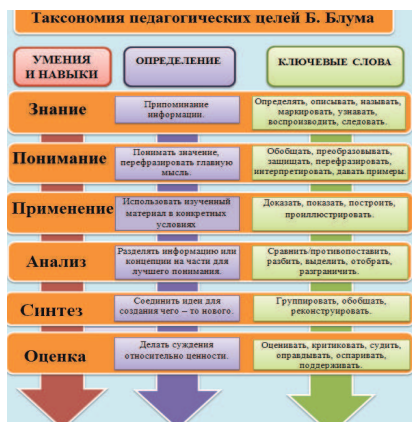 Таксономия педагогических целей Б. Блума
УМЕНИЯ
И НАВЫКИ
ОПРЕДЕЛЕНИЕ
КЛЮЧЕВЫЕ СЛОВА
Знание
Припоминание
информации.
Определять, описывать, называть,
маркировать, узнавать,
воспроизводить, следовать.
Понимание
Понимать значение,
перефразировать главную
мысль.
Обобщать, преобразовывать,
защищать, перефразировать,
интерпретировать, давать примеры.
Применение
Использовать изученный
материал в конкретных
условиях
Доказать, показать, построить,
проиллюстрировать.
Анализ
Разделять информацию или
концепции на части для
лучшего понимания.
Сравнить/противопоставить,
разбить, выделить, отобрать,
разграничить.
Синтез
Соединить идеи для
создания чего – то нового.
Группировать, обобщать,
реконструировать.
Оценка
Делать суждения
относительно ценности.
Оценивать, критиковать, судить,
оправдывать, оспаривать,
поддерживать.